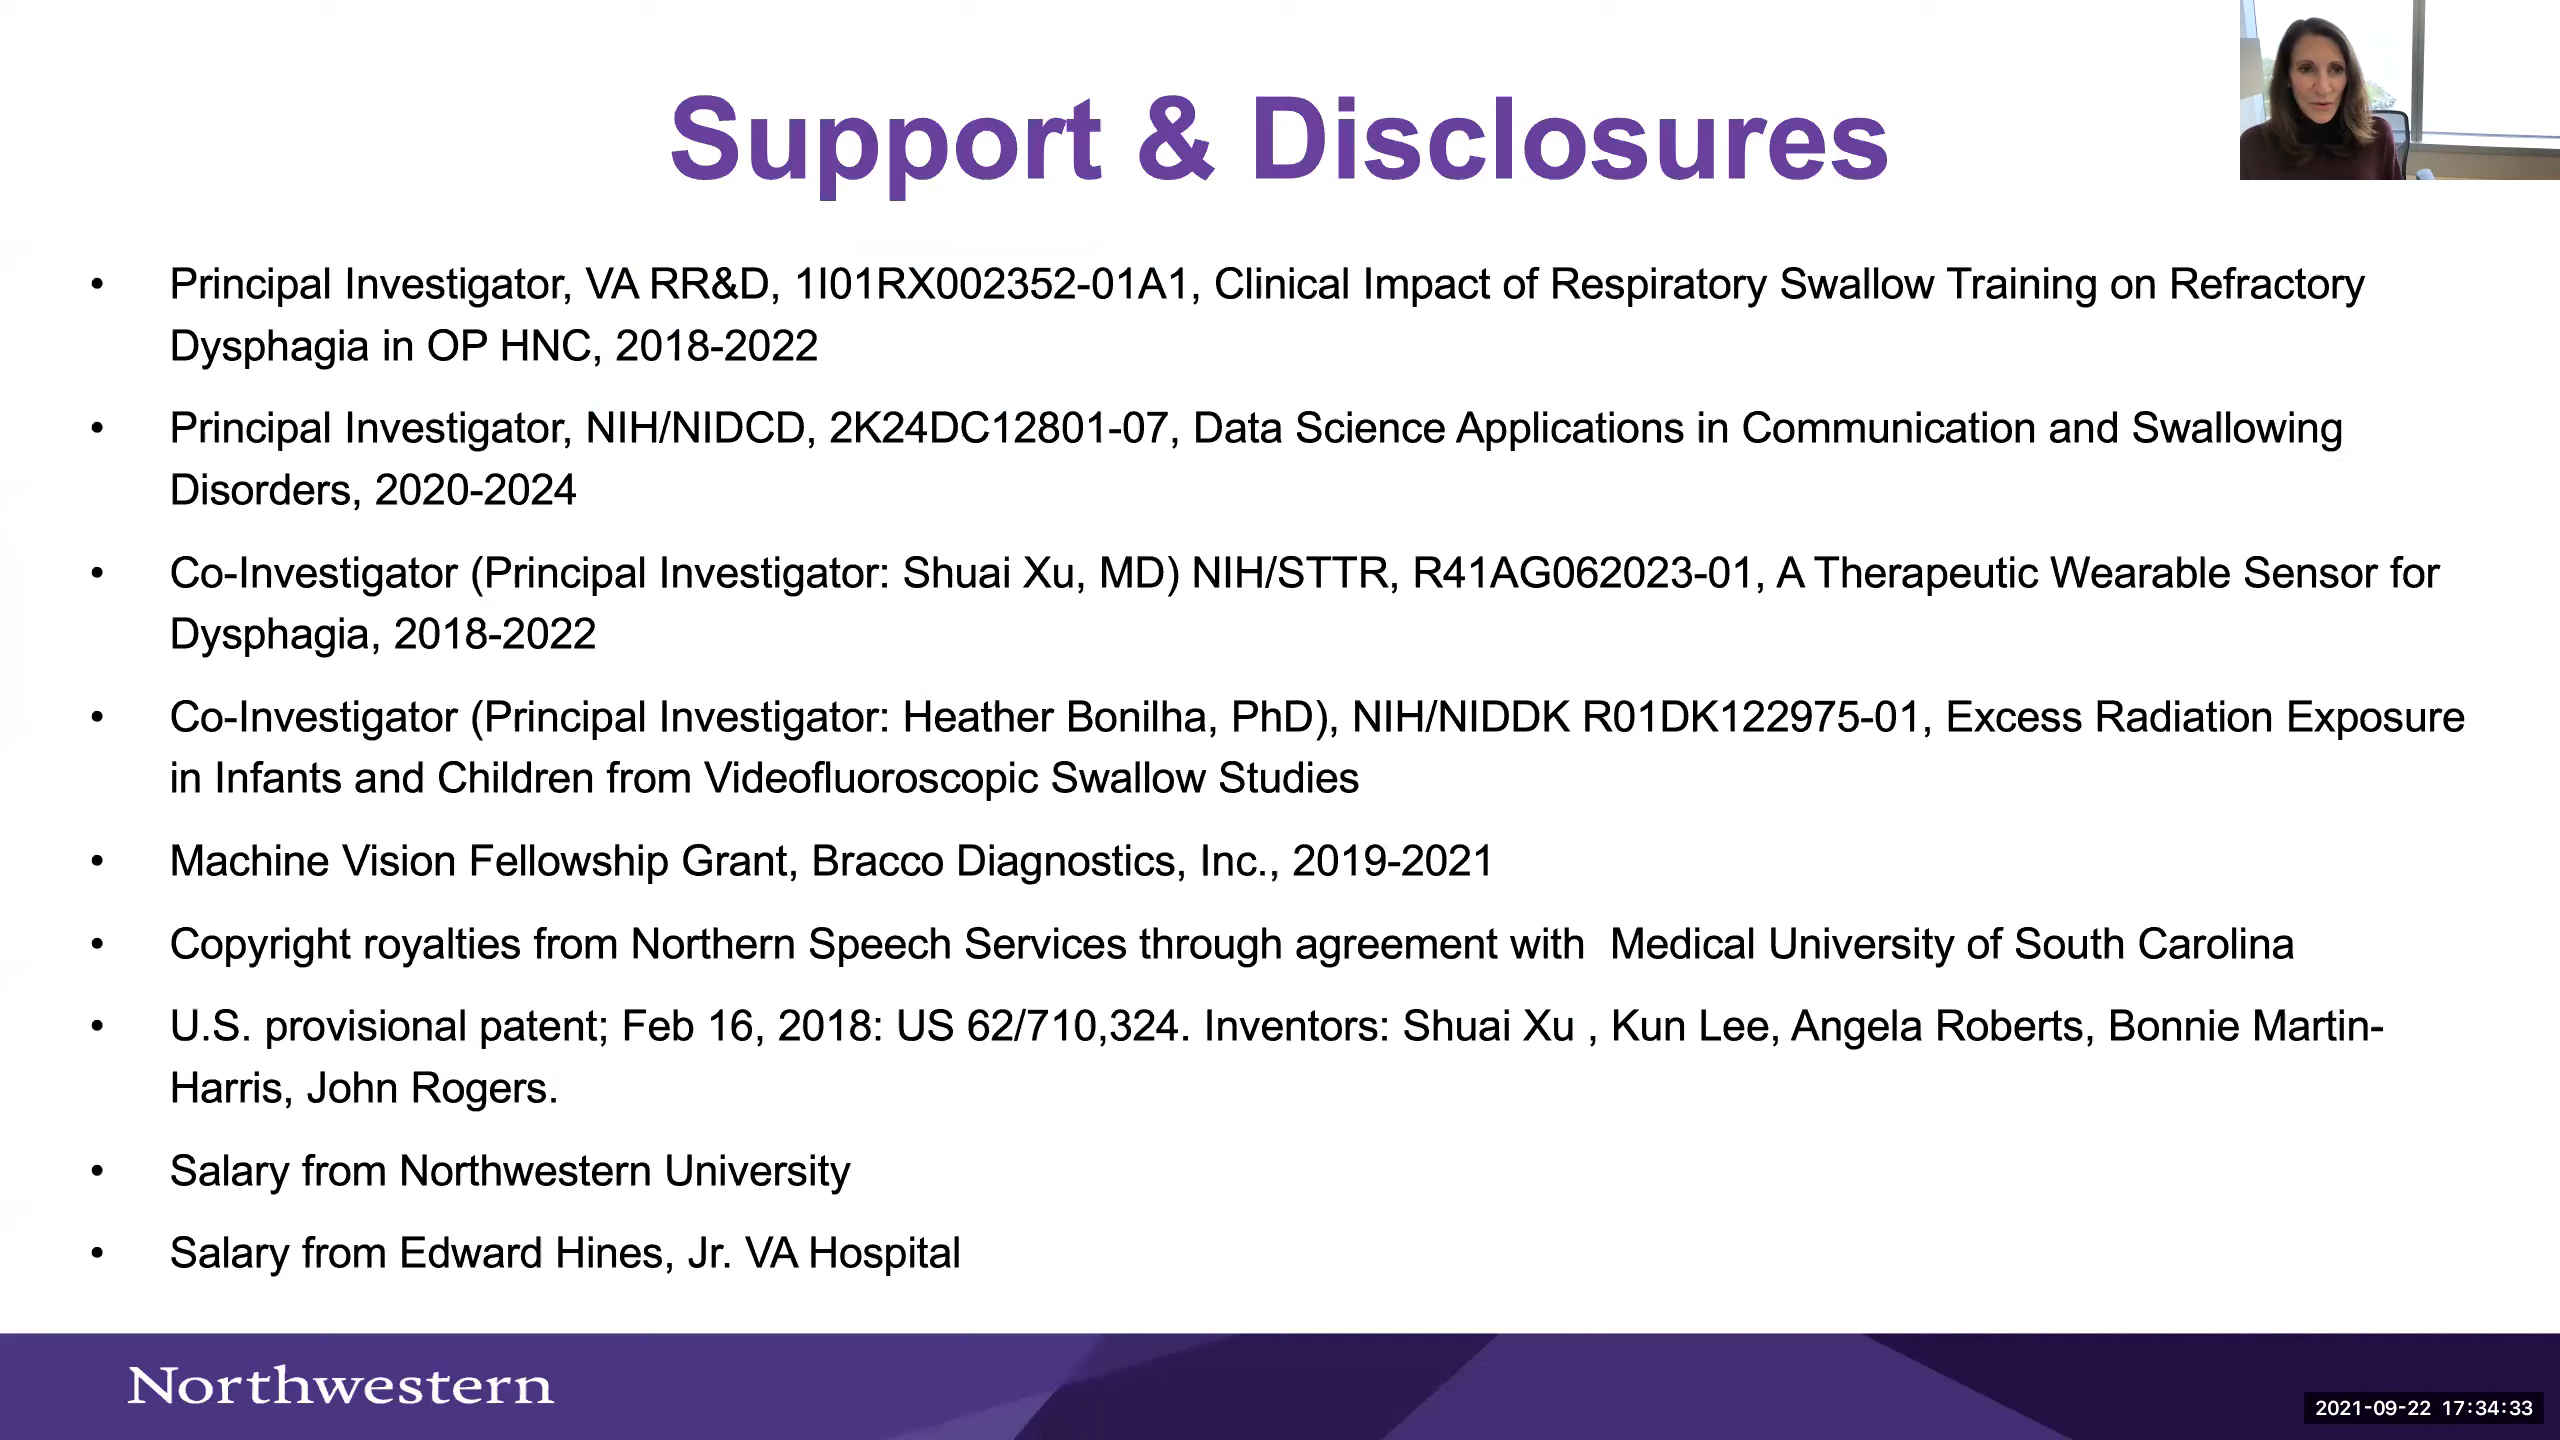 Support & Disclosures
• Principal Investigator, VA RR&D, 1I01RX002352-01A1, Clinical Impact of Respiratory Swallow Training on Refractory
Dysphagia in OP HNC, 2018-2022
• Principal Investigator, NIH/NIDCD, 2K24DC12801-07, Data Science Applications in Communication and Swallowing
Disorders, 2020-2024
• Co-Investigator (Principal Investigator: Shuai Xu, MD) NIH/STTR, R41AG062023-01, A Therapeutic Wearable Sensor for
Dysphagia, 2018-2022
• Co-Investigator (Principal Investigator: Heather Bonilha, PhD), NIH/NIDDK R01DK122975-01, Excess Radiation Exposure
in Infants and Children from Videofluoroscopic Swallow Studies
• Machine Vision Fellowship Grant, Bracco Diagnostics, Inc., 2019-2021
• Copyright royalties from Northern Speech Services through agreement with  Medical University of South Carolina
• U.S. provisional patent; Feb 16, 2018: US 62/710,324. Inventors: Shuai Xu , Kun Lee, Angela Roberts, Bonnie Martin-
Harris, John Rogers.
• Salary from Northwestern University
• Salary from Edward Hines, Jr. VA Hospital
Northwestern
2021-09-22 17:34:33